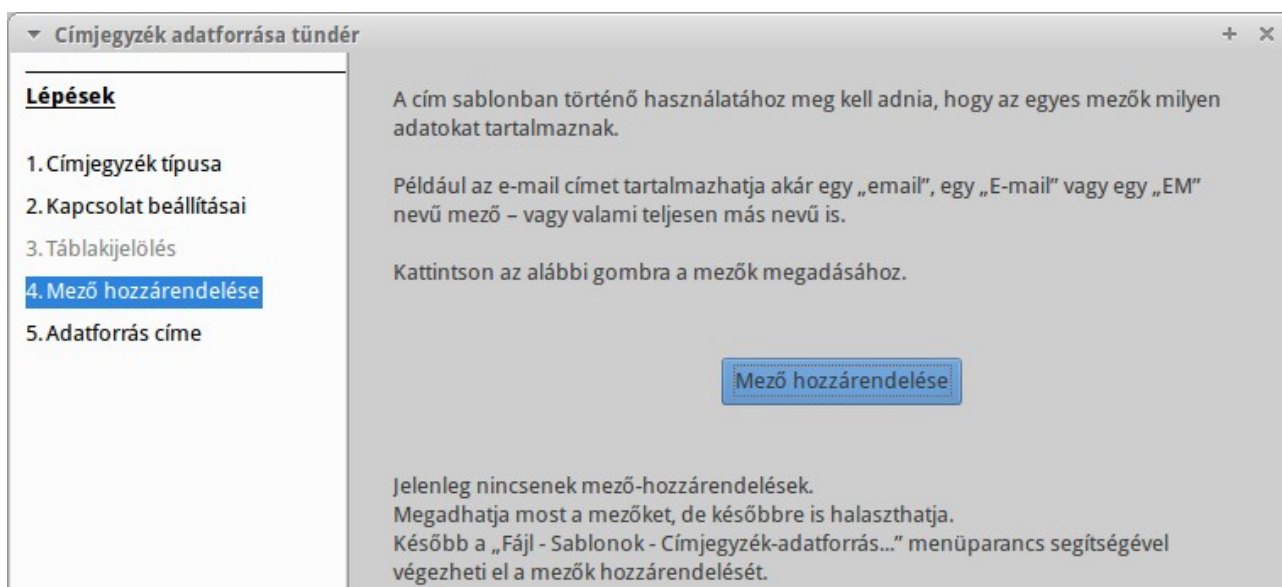 Címjegyzék adatforrása tündér
Lépések
1. Címjegyzék típusa
2. Kapcsolat beállításai
3. Táblakijelölés
4. Mező hozzárendelése
5. Adatforrás címe
A cím sablonban történő használatához meg kell adnia, hogy az egyes mezők milyen
adatokat tartalmaznak.
Például az e-mail címet tartalmazhatja akár egy „email”, egy „E-mail” vagy egy „EM”
nevű mező – vagy valami teljesen más nevű is.
Kattintson az alábbi gombra a mezők megadásához.
Mező hozzárendelése
Jelenleg nincsenek mező-hozzárendelések.
Megadhatja most a mezőket, de későbbre is halaszthatja.
Később a „Fájl - Sablonok - Címjegyzék-adatforrás...” menüparancs segítségével
végezheti el a mezők hozzárendelését.